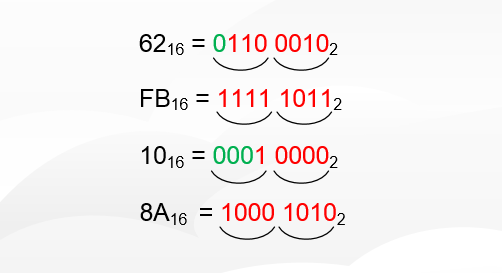 62₁₆ = 0110 0010₂
FB₁₆ = 1111 1011₂
10₁₆ = 0001 0000₂
8A₁₆ = 1000 1010₂